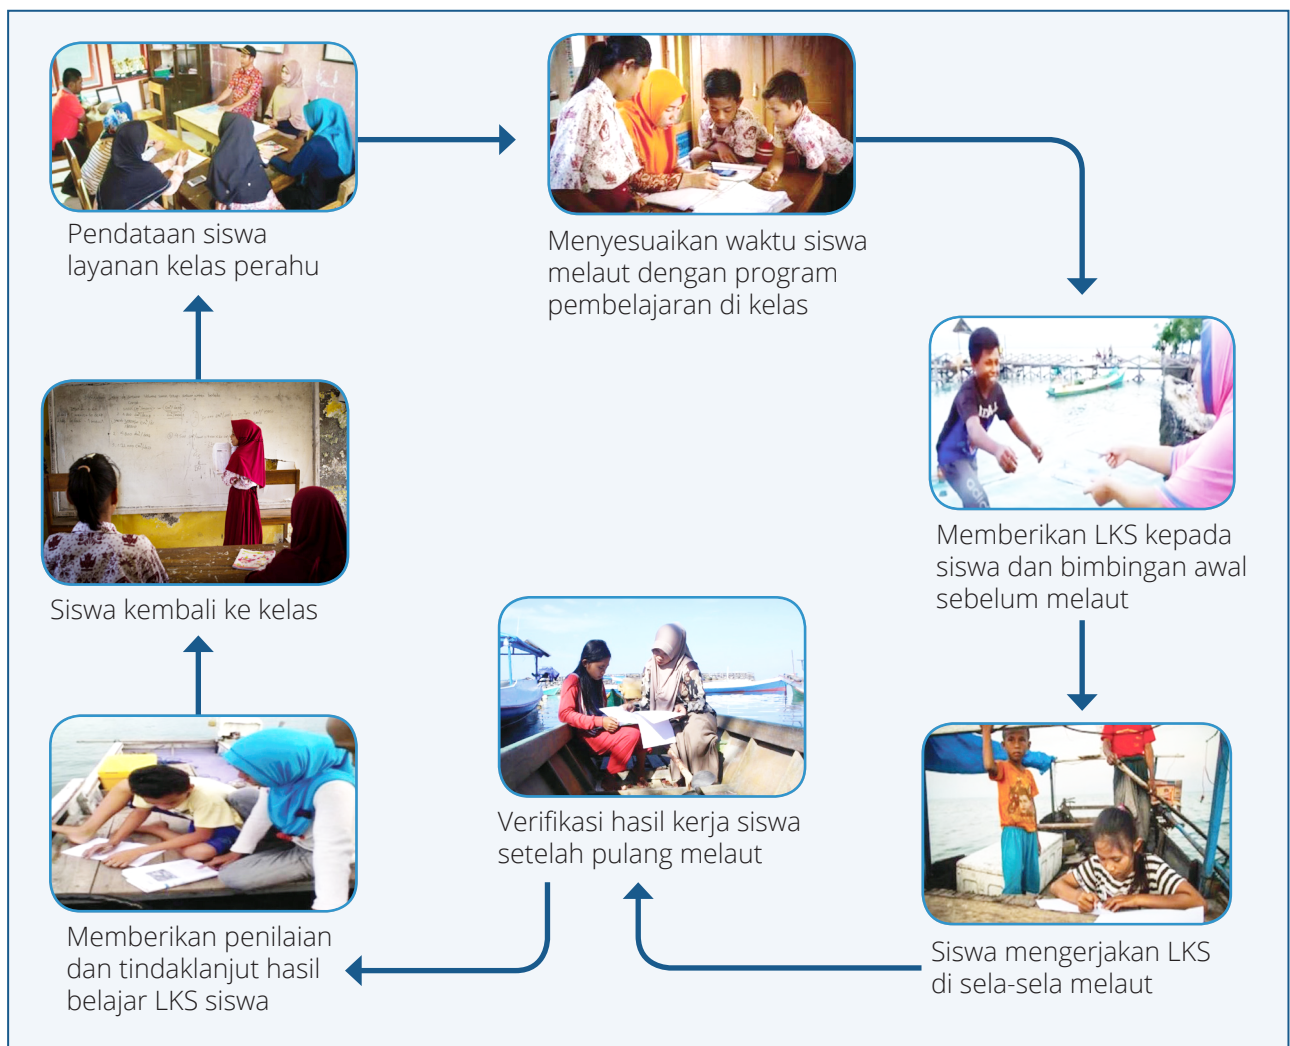 Pendataan siswa
layanan kelas perahu
Menyesuaikan waktu siswa
melaut dengan program
pembelajaran di kelas
Memberikan LKS kepada
siswa dan bimbingan awal
sebelum melaut
Siswa mengerjakan LKS
di sela-sela melaut
Verifikasi hasil kerja siswa
setelah pulang melaut
Memberikan penilaian
dan tindaklanjut hasil
belajar LKS siswa
Siswa kembali ke kelas